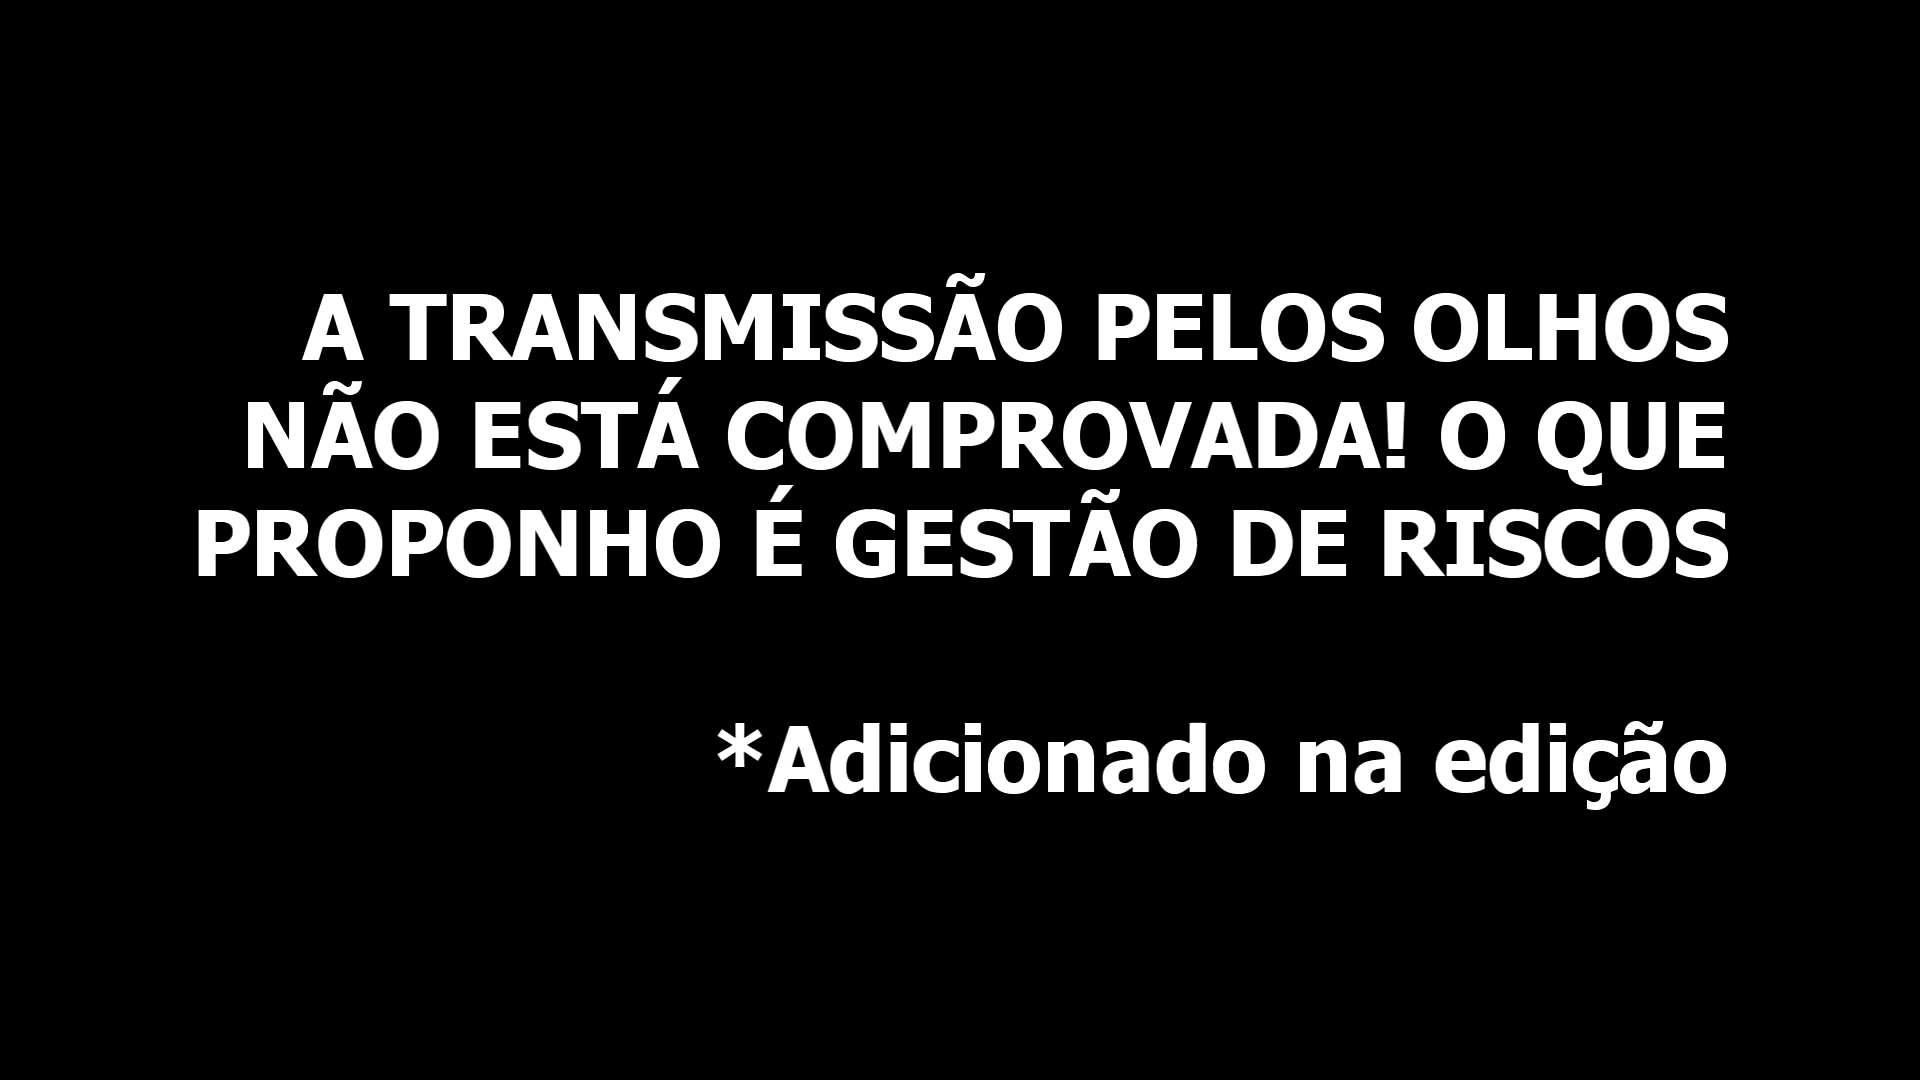 A TRANSMISSÃO PELOS OLHOS
NÃO ESTÁ COMPROVADA! O QUE
PROPONHO É GESTÃO DE RISCOS
*Adicionado na edição